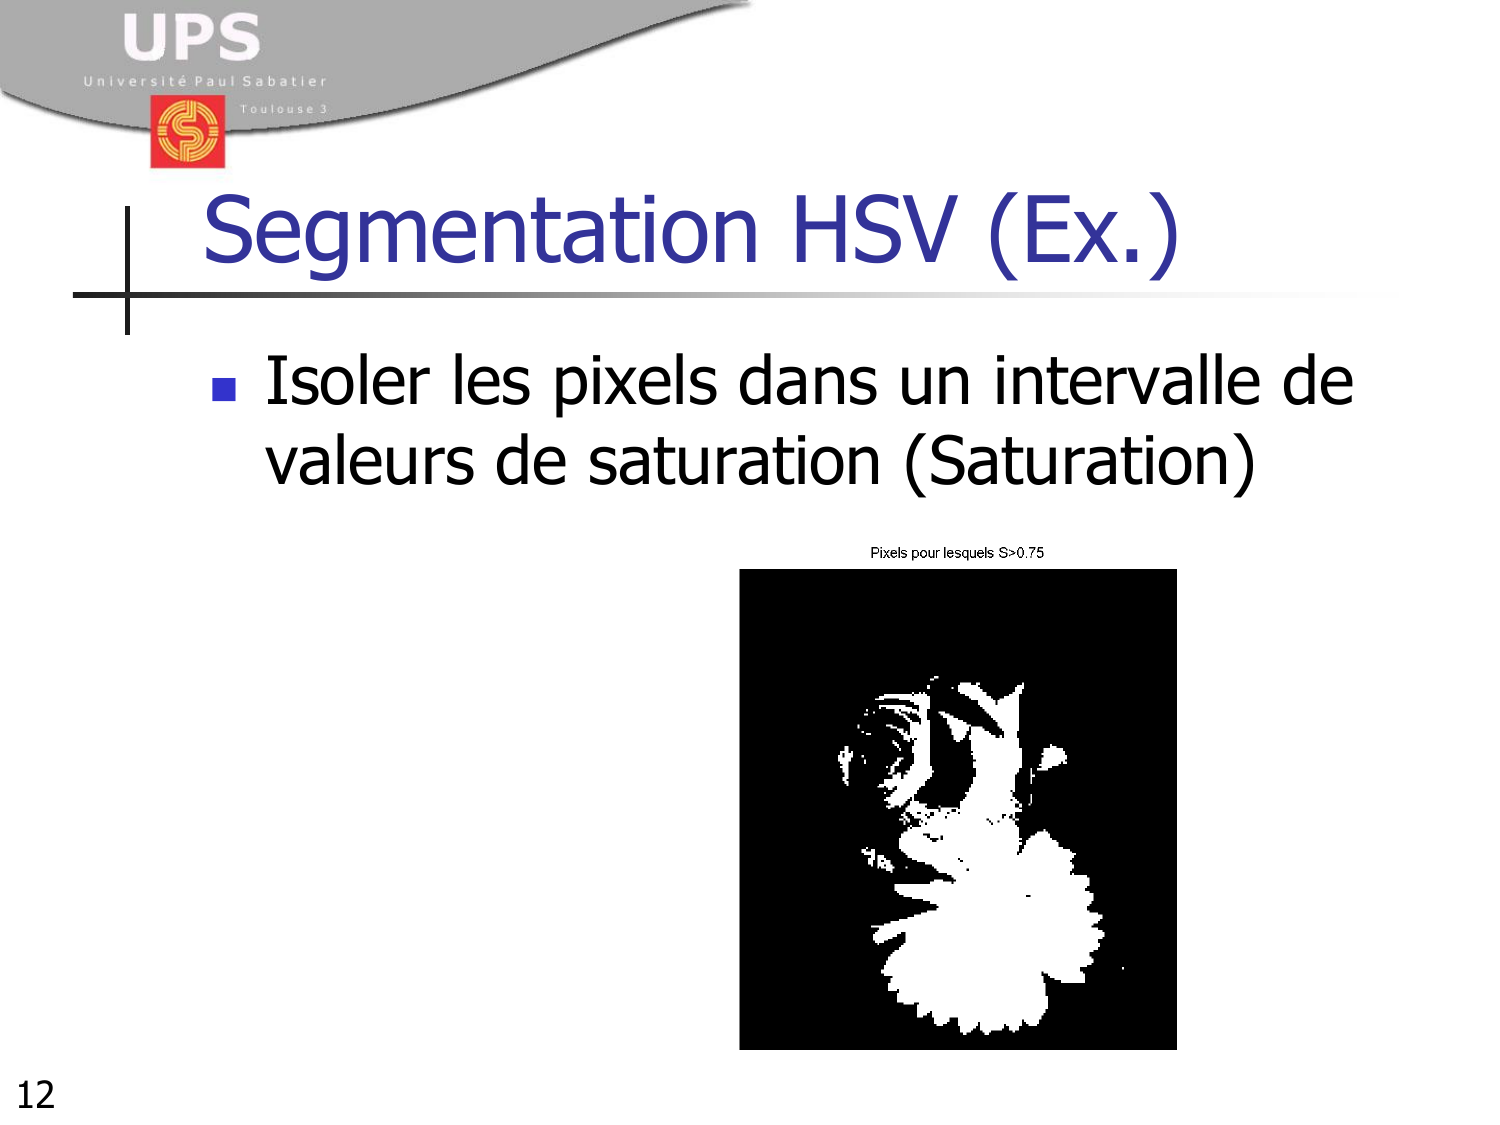 UPS
Université Paul Sabatier
Toulouse 3
Segmentation HSV (Ex.)
Isoler les pixels dans un intervalle de
valeurs de saturation (Saturation)
Pixels pour lesquels S>0.75
12